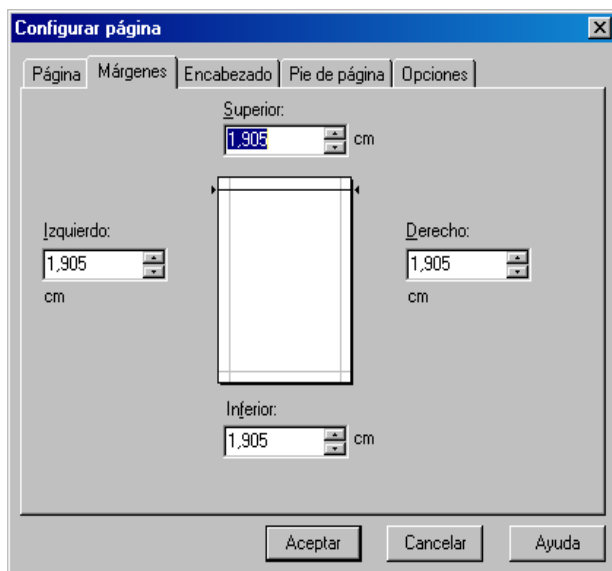 Configurar página
Página Márgenes Encabezado Pie de página Opciones
Superior:
1,905 cm
Izquierdo:
1,905
cm
Derecho:
1,905
cm
Inferior:
1,905 cm
Aceptar Cancelar Ayuda